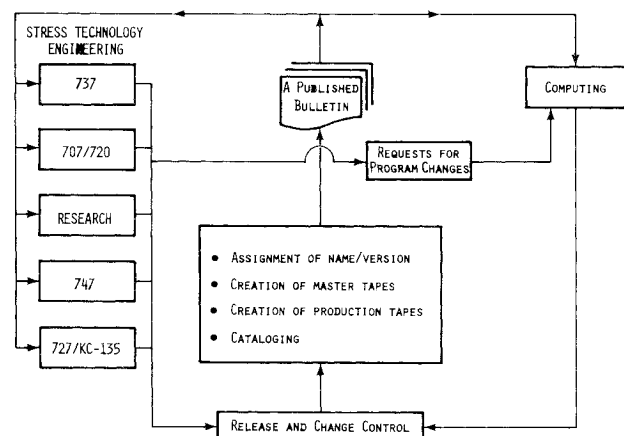 STRESS TECHNOLOGY
ENGINEERING
737
707/720
RESEARCH
747
727/KC-135
A PUBLISHED
BULLETIN
COMPUTING
REQUESTS FOR
PROGRAM CHANGES
• ASSIGNMENT OF NAME/VERSION
• CREATION OF MASTER TAPES
• CREATION OF PRODUCTION TAPES
• CATALOGING
RELEASE AND CHANGE CONTROL